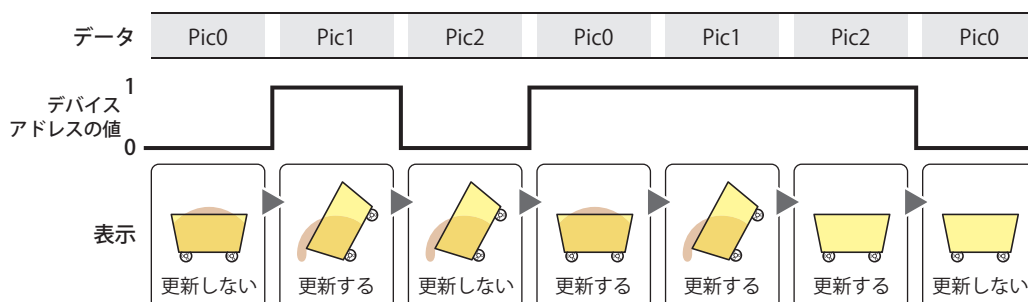 データ Pic0 Pic1 Pic2 Pic0 Pic1 Pic2 Pic0
1
デバイス
アドレスの値
0
表示
更新しない 更新する 更新しない 更新する 更新する 更新する 更新しない